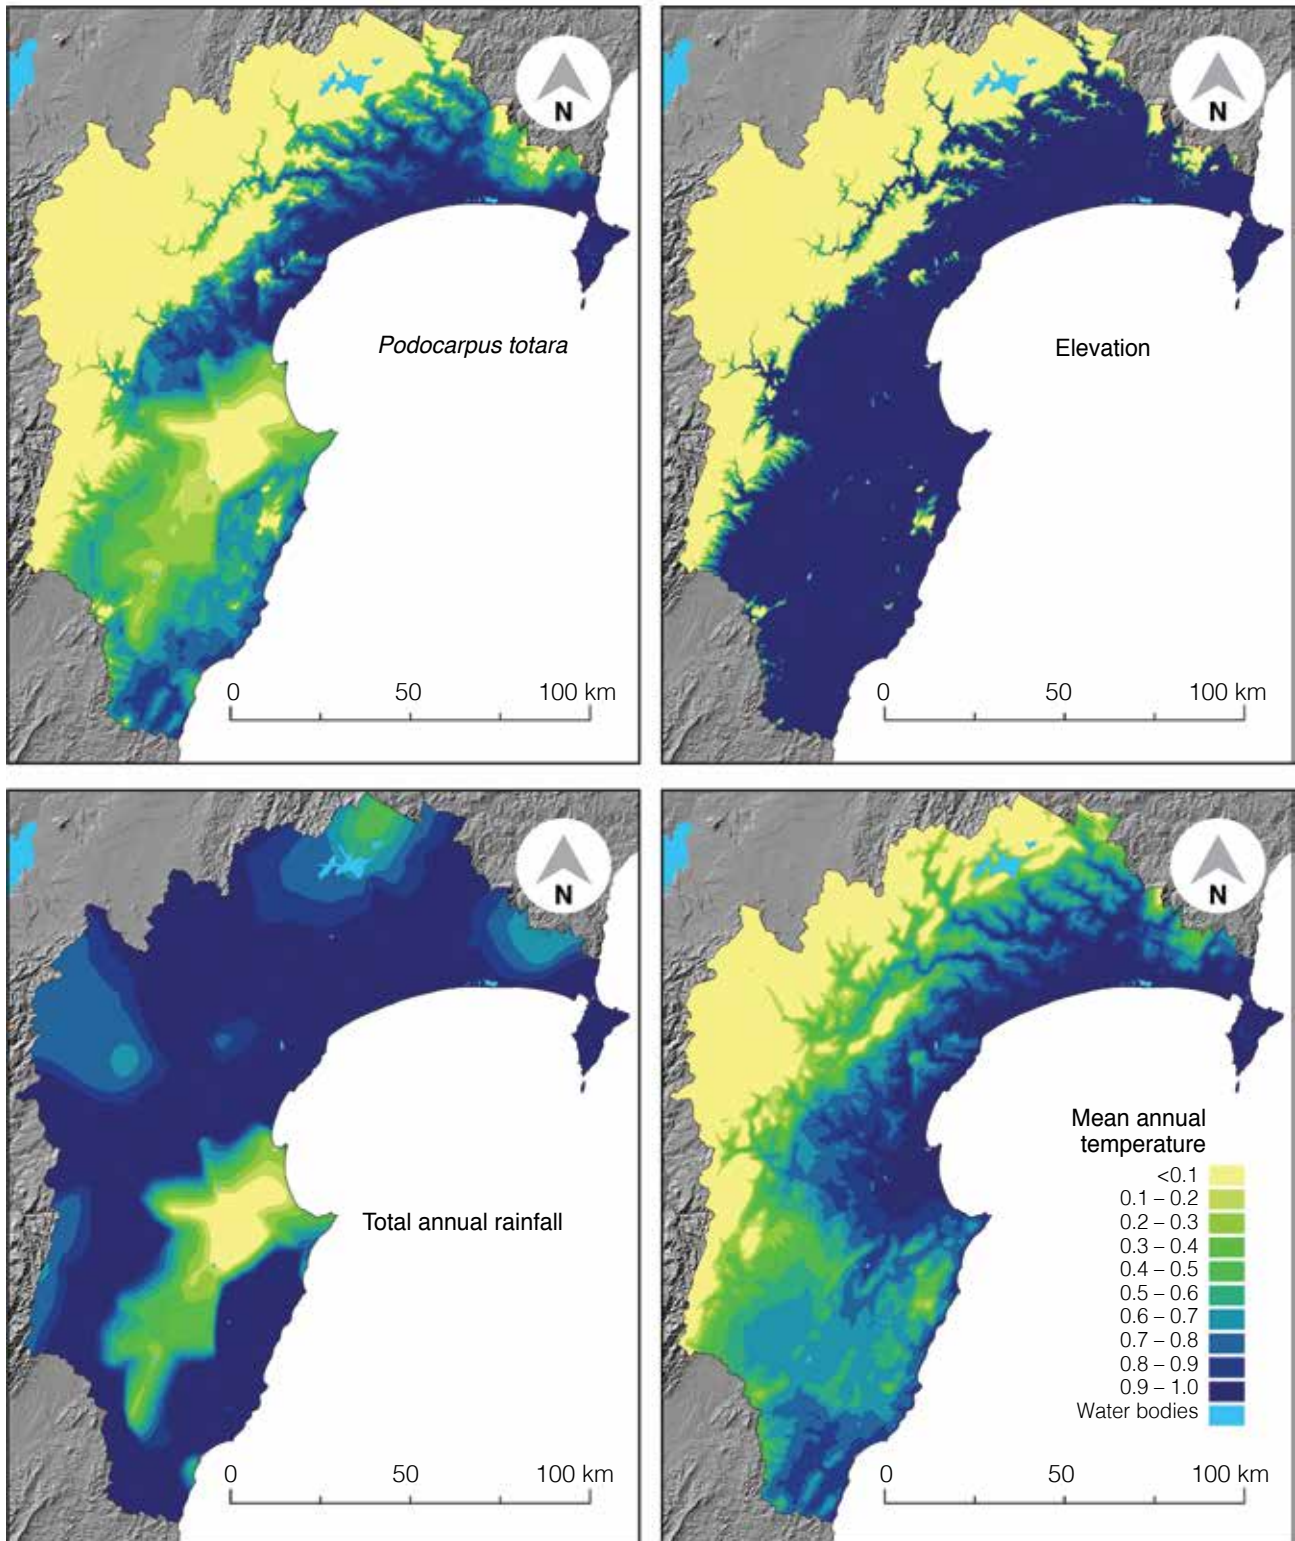 N
N
Podocarpus totara
Elevation
0 50 100 km
0 50 100 km
N
N
Total annual rainfall
Mean annual
temperature
<0.1
0.1 – 0.2
0.2 – 0.3
0.3 – 0.4
0.4 – 0.5
0.5 – 0.6
0.6 – 0.7
0.7 – 0.8
0.8 – 0.9
0.9 – 1.0
Water bodies
0 50 100 km
0 50 100 km